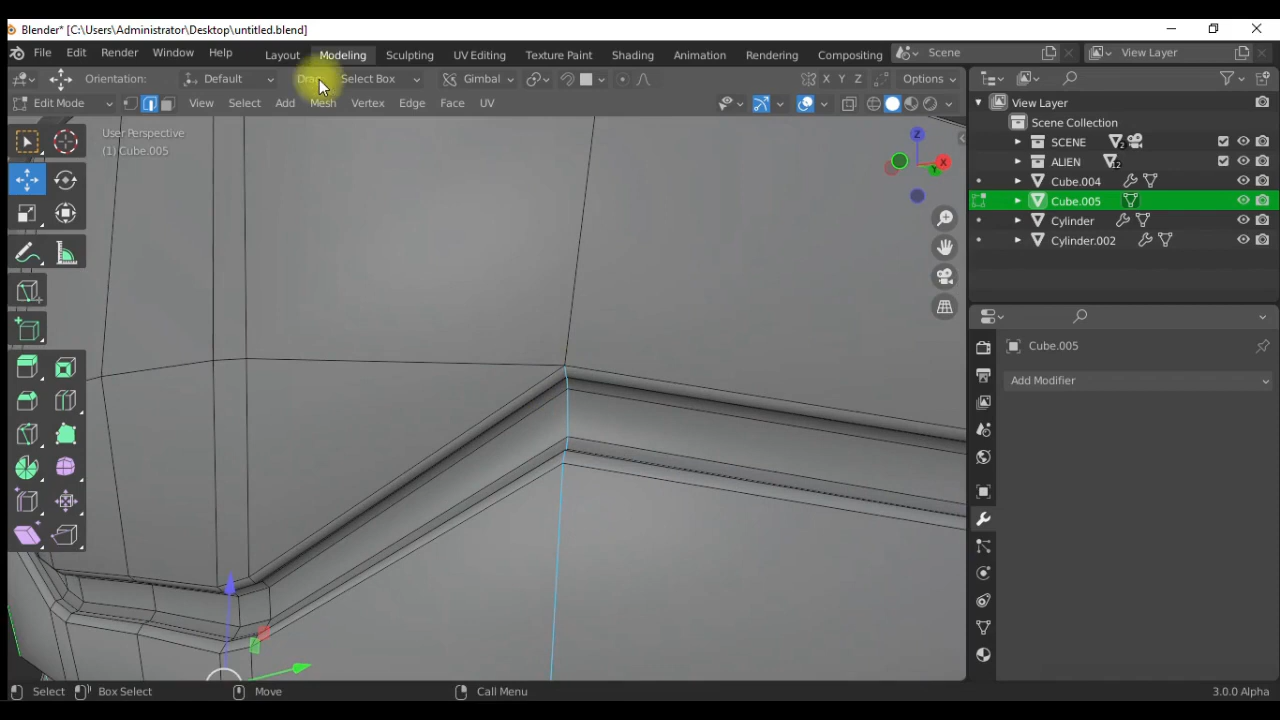 Blender* [C:\Users\Administrator\Desktop\untitled.blend]
File Edit Render Window Help Layout Modeling Sculpting UV Editing Texture Paint Shading Animation Rendering Compositing Scene View Layer
Orientation: Default Drag: Select Box Gimbal X Y Z Options
Edit Mode View Select Add Mesh Vertex Edge Face UV
User Perspective
(1) Cube.005
Z
X
Y
View Layer
Scene Collection
SCENE 2
ALIEN 12
Cube.004
Cube.005
Cylinder
Cylinder.002
Cube.005
Add Modifier
Select Box Select Move Call Menu 3.0.0 Alpha